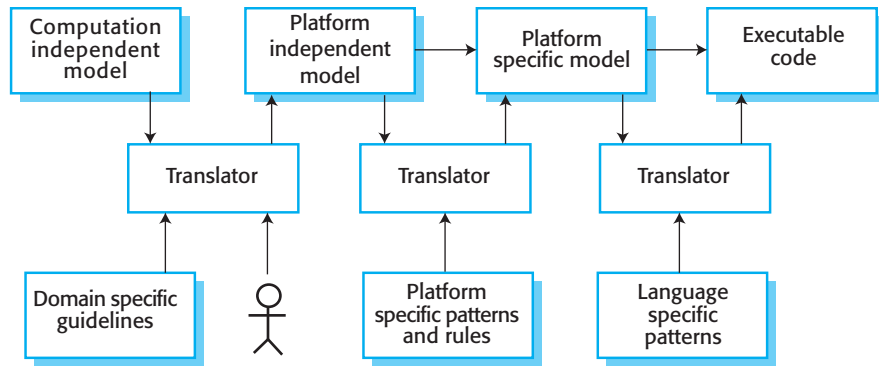 Computation
independent
model
Platform
independent
model
Platform
specific model
Executable
code
Translator
Translator
Translator
Domain specific
guidelines
Platform
specific patterns
and rules
Language
specific
patterns